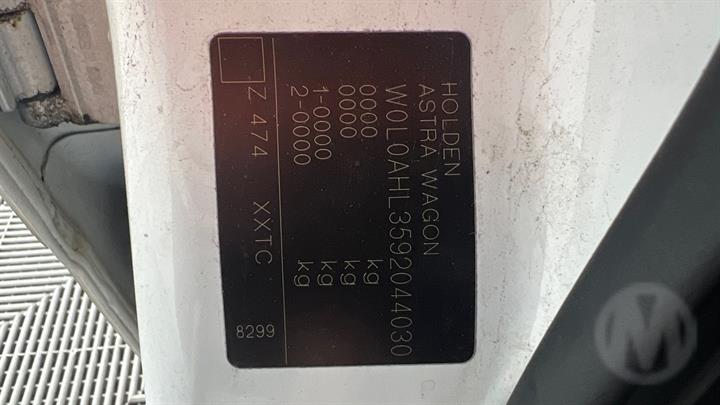 HOLDEN
ASTRA WAGON
W0L0AHL3592044030
0000 kg
0000 kg
1-0000 kg
2-0000 kg
Z 474 XXTC 8299
M